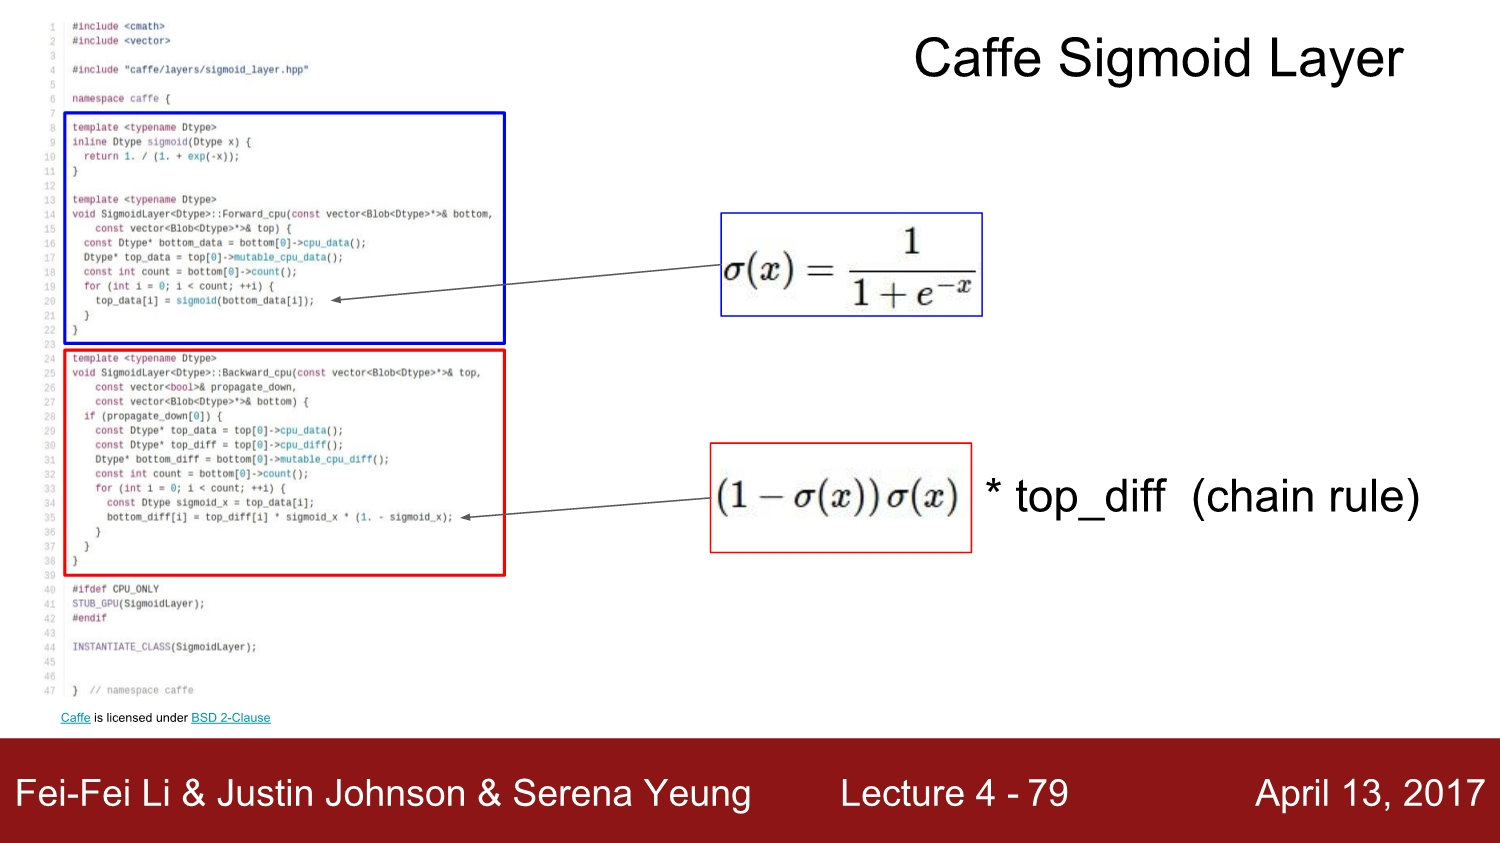 Caffe Sigmoid Layer
1 #include <cmath>
2 #include <vector>
3
4 #include "caffe/layers/sigmoid_layer.hpp"
5
6 namespace caffe {
7
8 template <typename Dtype>
9 inline Dtype sigmoid(Dtype x) {
10 return 1. / (1. + exp(-x));
11 }
12
13 template <typename Dtype>
14 void SigmoidLayer<Dtype>::Forward_cpu(const vector<Blob<Dtype>*>& bottom,
15 const vector<Blob<Dtype>*>& top) {
16 const Dtype* bottom_data = bottom[0]->cpu_data();
17 Dtype* top_data = top[0]->mutable_cpu_data();
18 const int count = bottom[0]->count();
19 for (int i = 0; i < count; ++i) {
20 top_data[i] = sigmoid(bottom_data[i]);
21 }
22 }
23
24 template <typename Dtype>
25 void SigmoidLayer<Dtype>::Backward_cpu(const vector<Blob<Dtype>*>& top,
26 const vector<bool>& propagate_down,
27 const vector<Blob<Dtype>*>& bottom) {
28 if (propagate_down[0]) {
29 const Dtype* top_data = top[0]->cpu_data();
30 const Dtype* top_diff = top[0]->cpu_diff();
31 Dtype* bottom_diff = bottom[0]->mutable_cpu_diff();
32 const int count = bottom[0]->count();
33 for (int i = 0; i < count; ++i) {
34 const Dtype sigmoid_x = top_data[i];
35 bottom_diff[i] = top_diff[i] * sigmoid_x * (1. - sigmoid_x);
36 }
37 }
38 }
39
40 #ifdef CPU_ONLY
41 STUB_GPU(SigmoidLayer);
42 #endif
43
44 INSTANTIATE_CLASS(SigmoidLayer);
45
46
47 } // namespace caffe
σ(x) = 1 / (1 + e^{-x})
(1 − σ(x)) σ(x) * top_diff (chain rule)
Caffe is licensed under BSD 2-Clause
Fei-Fei Li & Justin Johnson & Serena Yeung Lecture 4 - 79 April 13, 2017